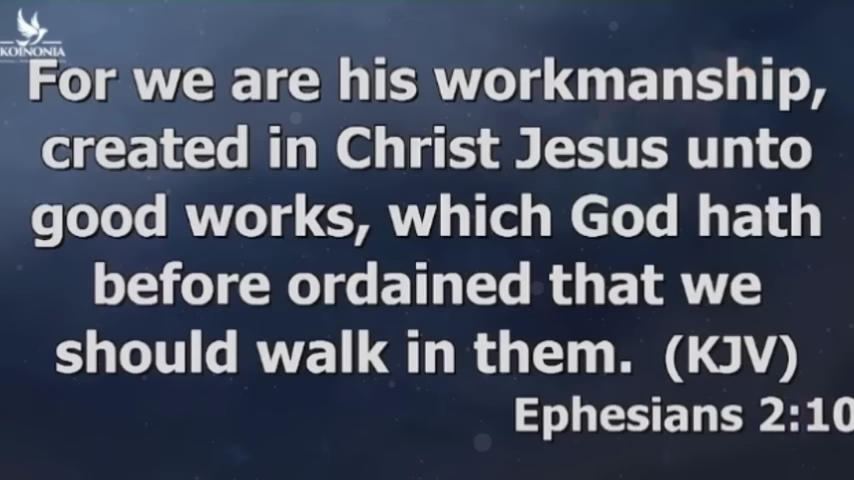 KOINONIA
For we are his workmanship,
created in Christ Jesus unto
good works, which God hath
before ordained that we
should walk in them. (KJV)
Ephesians 2:10